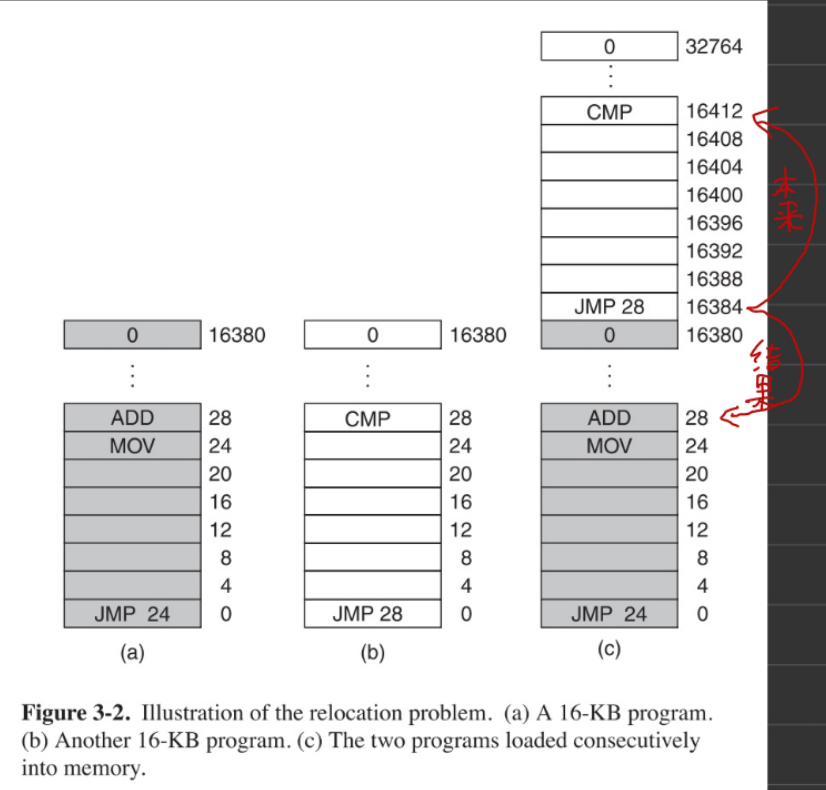 0 32764
⋮
CMP 16412
16408
16404
16400
16396
16392
16388
JMP 28 16384
本来
0 16380 0 16380 0 16380
結果
⋮ ⋮ ⋮
ADD 28 CMP 28 ADD 28
MOV 24 24 MOV 24
20 20 20
16 16 16
12 12 12
8 8 8
4 4 4
JMP 24 0 JMP 28 0 JMP 24 0
(a) (b) (c)
Figure 3-2. Illustration of the relocation problem. (a) A 16-KB program.
(b) Another 16-KB program. (c) The two programs loaded consecutively
into memory.